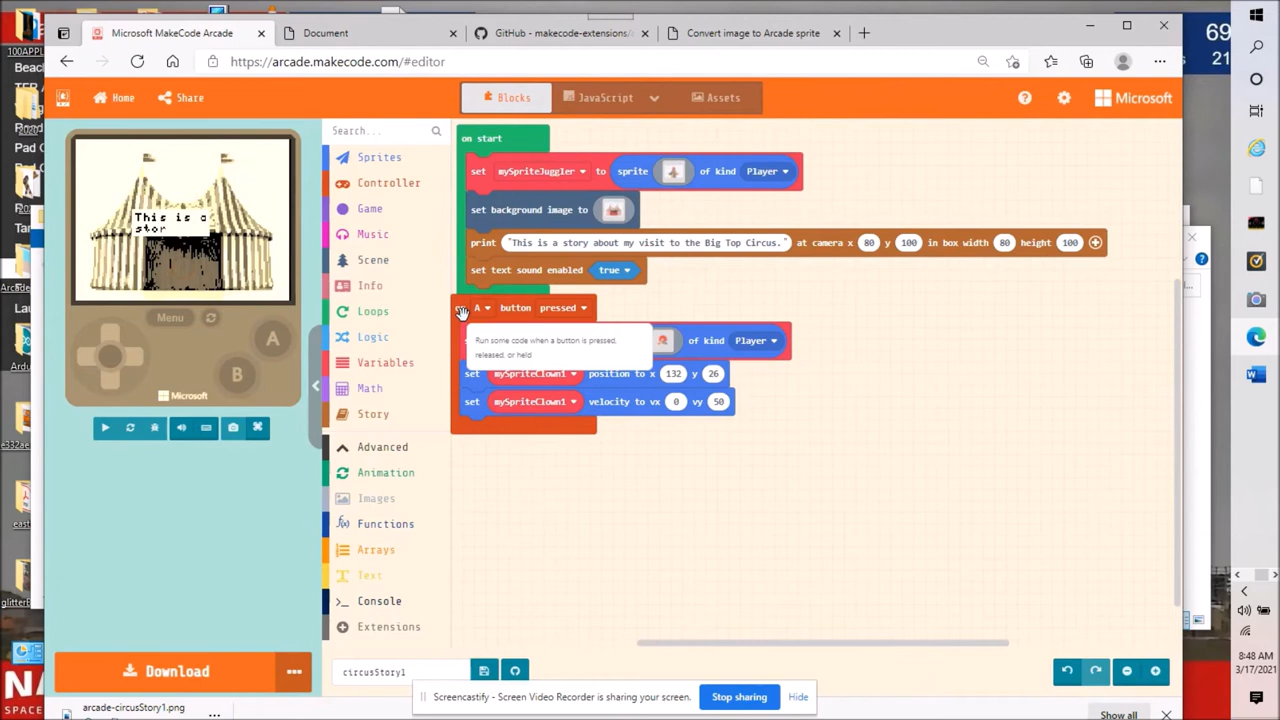 Microsoft MakeCode Arcade
Document
GitHub - makecode-extensions/
Convert image to Arcade sprite
69
21
100APPL
Beac
https://arcade.makecode.com/#editor
Home
Share
Blocks
JavaScript
Assets
Microsoft
Search...
Sprites
Controller
Game
Music
Scene
Info
Loops
Logic
Variables
Math
Story
Advanced
Animation
Images
Functions
Arrays
Text
Console
Extensions
This is a
stor
Menu
A
B
Microsoft
on start
set mySpriteJuggler to sprite of kind Player
set background image to
print "This is a story about my visit to the Big Top Circus." at camera x 80 y 100 in box width 80 height 100
set text sound enabled true
A button pressed
Run some code when a button is pressed,
released, or held
of kind Player
set mySpriteClown1 position to x 132 y 26
set mySpriteClown1 velocity to vx 0 vy 50
Download
circusStory1
Screencastify - Screen Video Recorder is sharing your screen.
Stop sharing
Hide
arcade-circusStory1.png
Show all
8:48 AM
3/17/2021